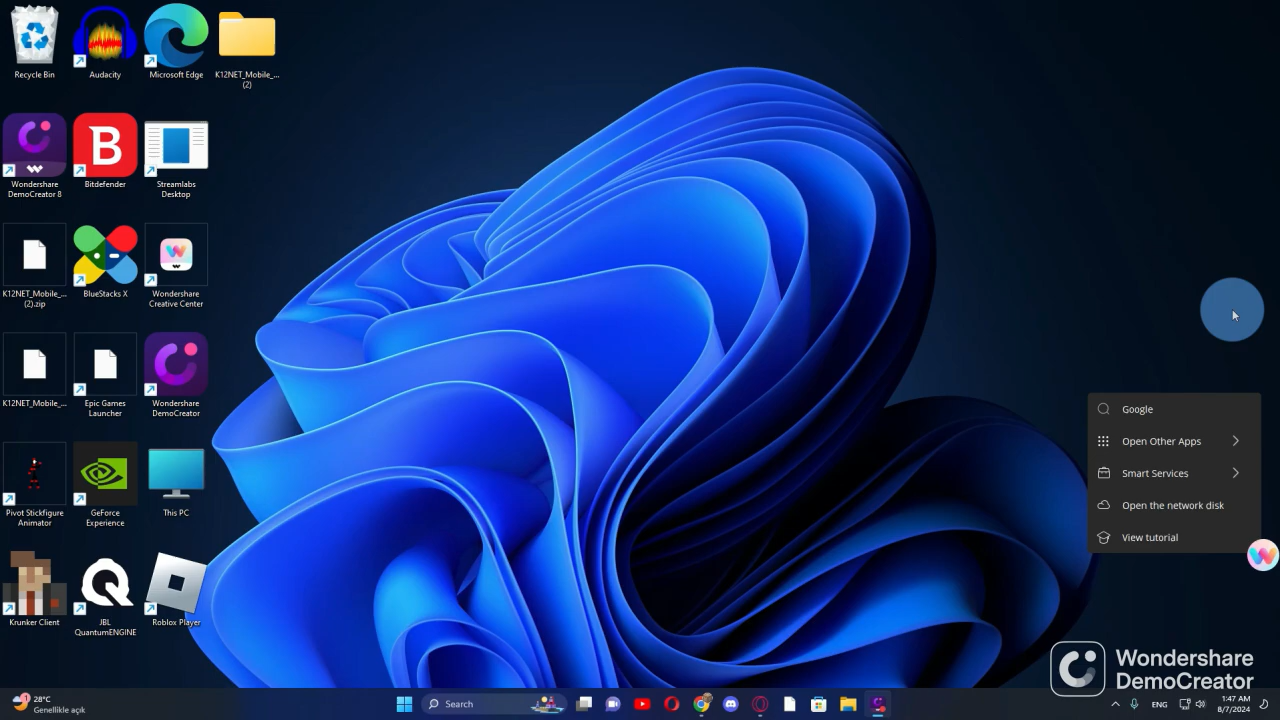 Recycle Bin
Audacity
Microsoft Edge
K12NET_Mobile_...
(2)
Wondershare
DemoCreator 8
B
Bitdefender
Streamlabs
Desktop
K12NET_Mobile_...
(2).zip
BlueStacks X
Wondershare
Creative Center
K12NET_Mobile_...
Epic Games
Launcher
Wondershare
DemoCreator
Pivot Stickfigure
Animator
GeForce
Experience
This PC
Krunker Client
JBL
QuantumENGINE
Roblox Player
Google
Open Other Apps
Smart Services
Open the network disk
View tutorial
Wondershare
DemoCreator
1
28°C
Genellikle açık
Search
ENG
1:47 AM
8/7/2024